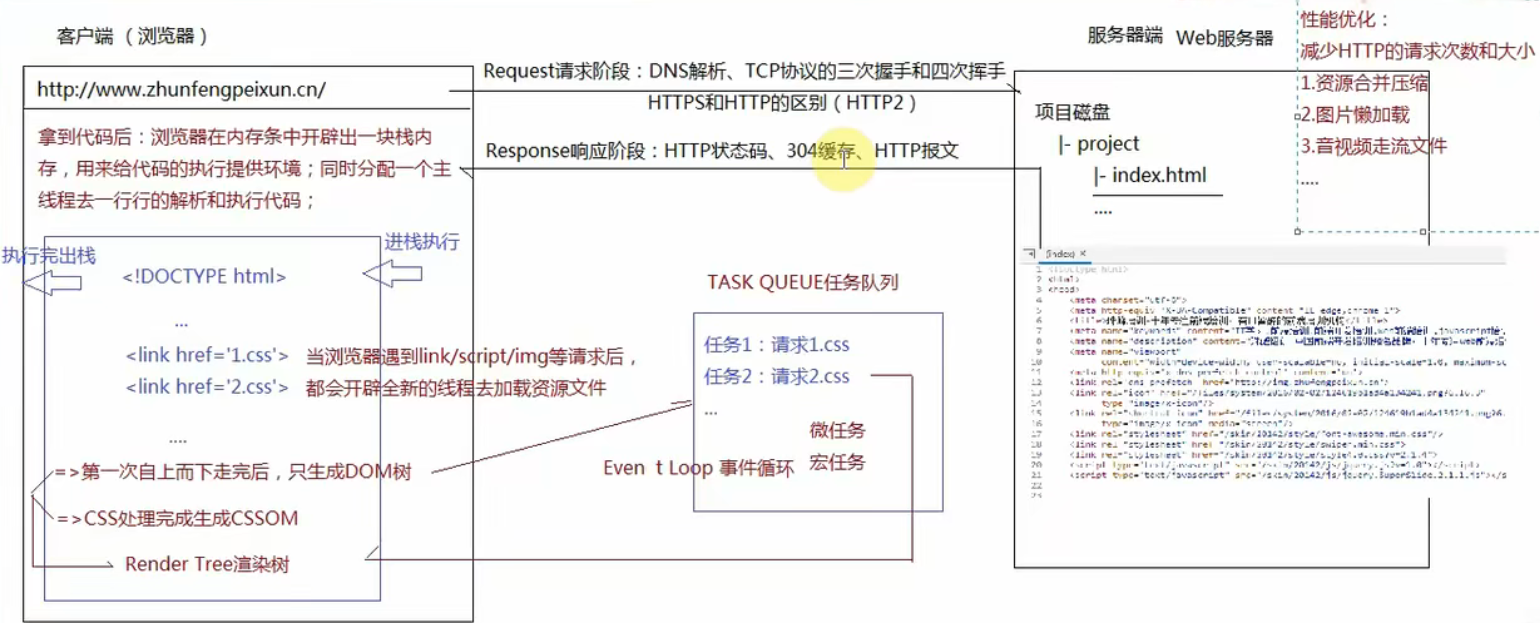 客户端 （浏览器）
http://www.zhunfengpeixun.cn/
拿到代码后：浏览器在内存条中开辟出一块栈内
存，用来给代码的执行提供环境；同时分配一个主
线程去一行行的解析和执行代码；
执行完出栈
进栈执行
<!DOCTYPE html>
...
<link href='1.css'>
<link href='2.css'>
当浏览器遇到link/script/img等请求后，
都会开辟全新的线程去加载资源文件
....
=>第一次自上而下走完后，只生成DOM树
=>CSS处理完成生成CSSOM
Render Tree渲染树
Request请求阶段：DNS解析、TCP协议的三次握手和四次挥手
HTTPS和HTTP的区别（HTTP2）
Response响应阶段：HTTP状态码、304缓存、HTTP报文
TASK QUEUE任务队列
任务1：请求1.css
任务2：请求2.css
...
微任务
宏任务
Even t Loop 事件循环
服务器端 Web服务器
项目磁盘
|- project
|- index.html
....
性能优化：
减少HTTP的请求次数和大小
1.资源合并压缩
2.图片懒加载
3.音视频走流文件
....
(index) ×
1 <!doctype html>
2 <html>
3 <head>
4 <meta charset="utf-8">